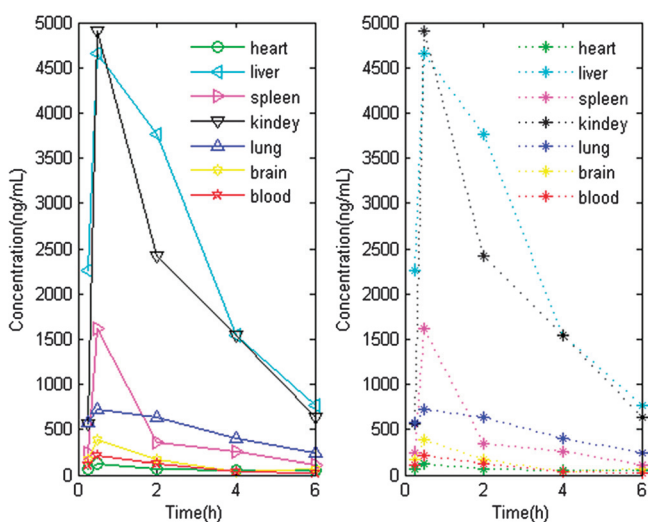 5000
4500
4000
3500
3000
2500
2000
1500
1000
500
0
Concentration(ng/mL)
heart
liver
spleen
kindey
lung
brain
blood
0 2 4 6
Time(h)
5000
4500
4000
3500
3000
2500
2000
1500
1000
500
0
Concentration(ng/mL)
heart
liver
spleen
kindey
lung
brain
blood
0 2 4 6
Time(h)